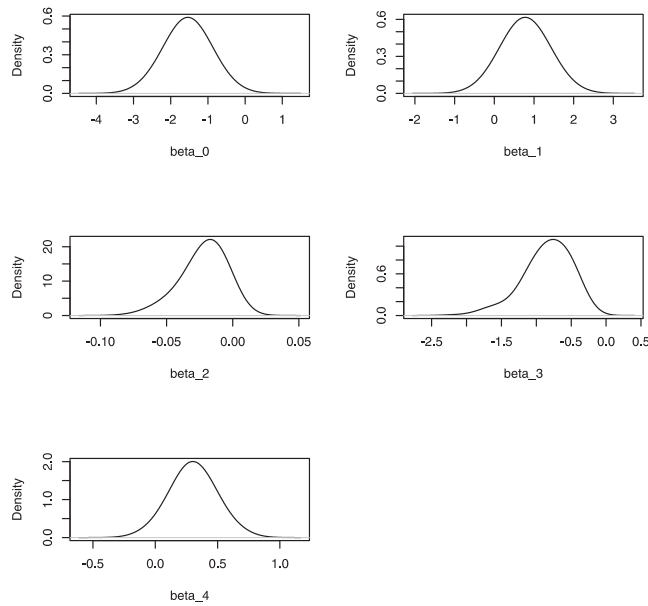 Density
0.0 0.3 0.6
-4 -3 -2 -1 0 1
beta_0
Density
0.0 0.3 0.6
-2 -1 0 1 2 3
beta_1
Density
0 10 20
-0.10 -0.05 0.00 0.05
beta_2
Density
0.0 0.6
-2.5 -1.5 -0.5 0.0 0.5
beta_3
Density
0.0 1.0 2.0
-0.5 0.0 0.5 1.0
beta_4